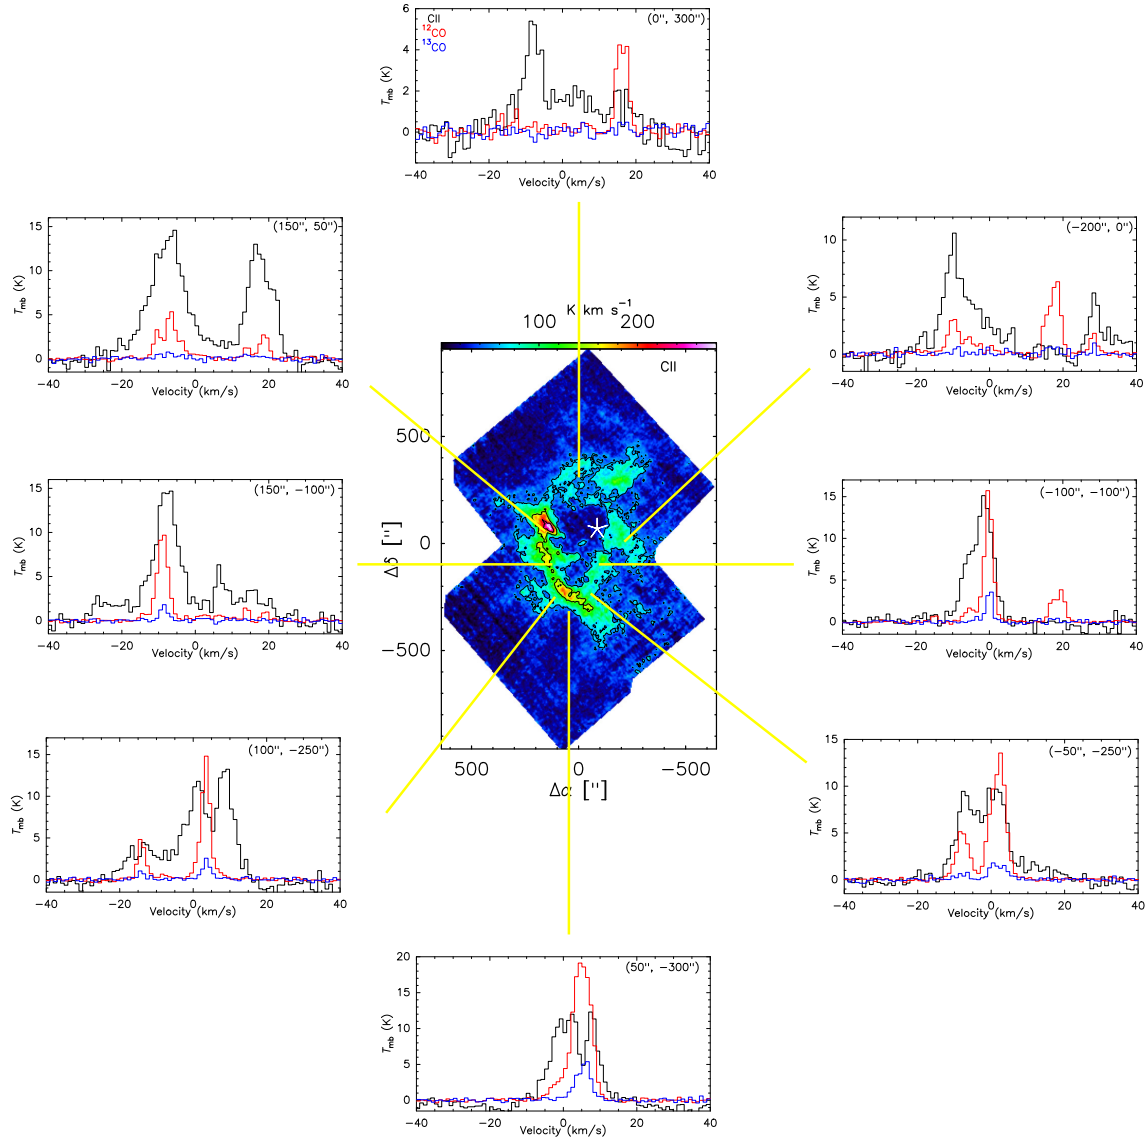 CII
¹²CO
¹³CO
(0", 300")
T_mb (K)
6
4
2
0
−40 −20 0 20 40
Velocity (km/s)
(150", 50")
T_mb (K)
15
10
5
0
−40 −20 0 20 40
Velocity (km/s)
(−200", 0")
T_mb (K)
10
5
0
−40 −20 0 20 40
Velocity (km/s)
K km s⁻¹
100 200
CII
500
0
−500
Δδ ["]
500 0 −500
Δα ["]
(150", −100")
T_mb (K)
15
10
5
0
−40 −20 0 20 40
Velocity (km/s)
(−100", −100")
T_mb (K)
15
10
5
0
−40 −20 0 20 40
Velocity (km/s)
(100", −250")
T_mb (K)
15
10
5
0
−40 −20 0 20 40
Velocity (km/s)
(−50", −250")
T_mb (K)
15
10
5
0
−40 −20 0 20 40
Velocity (km/s)
(50", −300")
T_mb (K)
20
15
10
5
0
−40 −20 0 20 40
Velocity (km/s)